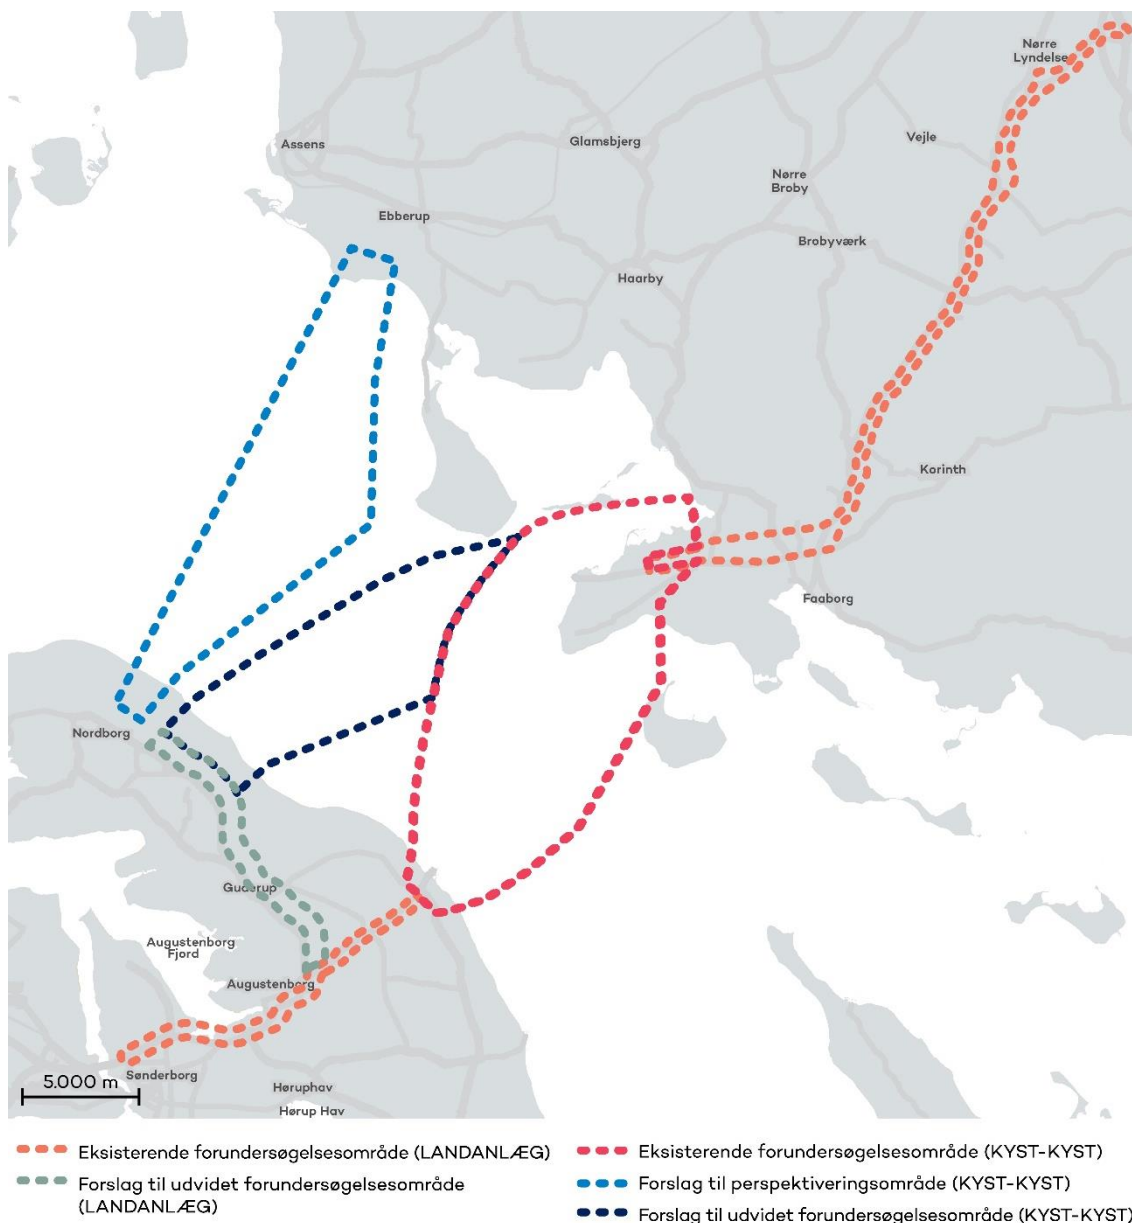 Nørre
Lyndelse
Assens
Glamsbjerg
Vejle
Nørre
Broby
Ebberup
Brobyværk
Haarby
Korinth
Faaborg
Nordborg
Guderup
Augustenborg
Fjord
Augustenborg
Sønderborg
5.000 m
Høruphav
Hørup Hav
Eksisterende forundersøgelsesområde (LANDANLÆG)
Forslag til udvidet forundersøgelsesområde
(LANDANLÆG)
Eksisterende forundersøgelsesområde (KYST-KYST)
Forslag til perspektiveringsområde (KYST-KYST)
Forslag til udvidet forundersøgelsesområde (KYST-KYST)